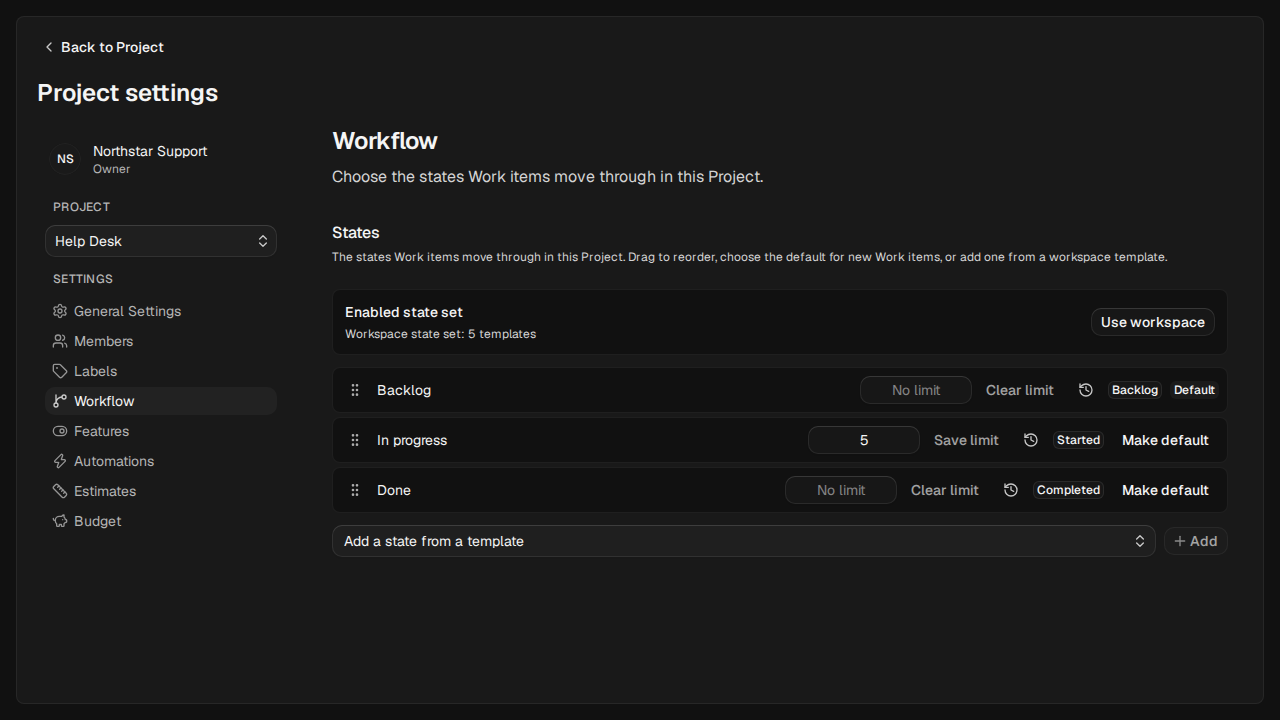 Back to Project
Project settings
NS
Northstar Support
Owner
PROJECT
Help Desk
SETTINGS
General Settings
Members
Labels
Workflow
Features
Automations
Estimates
Budget
Workflow
Choose the states Work items move through in this Project.
States
The states Work items move through in this Project. Drag to reorder, choose the default for new Work items, or add one from a workspace template.
Enabled state set
Workspace state set: 5 templates
Use workspace
Backlog No limit Clear limit Backlog Default
In progress 5 Save limit Started Make default
Done No limit Clear limit Completed Make default
Add a state from a template
Add